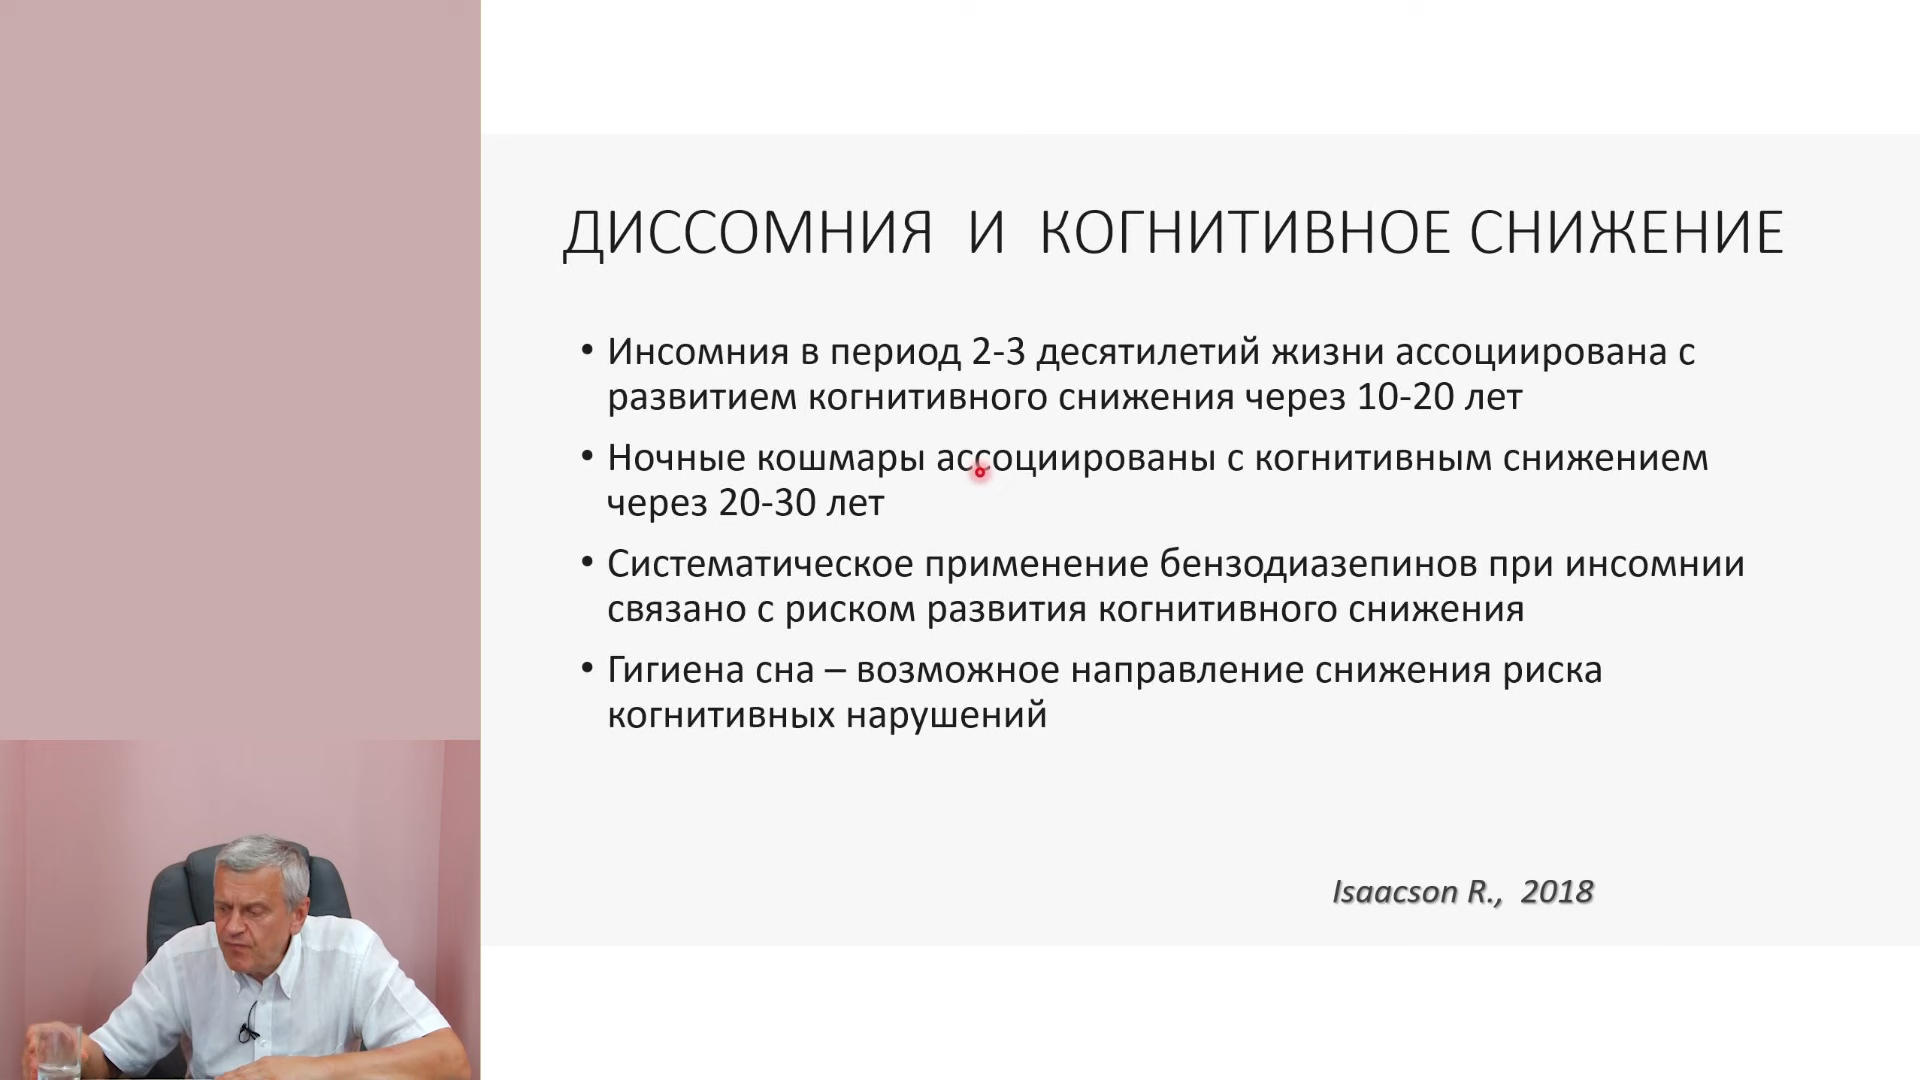 ДИССОМНИЯ И КОГНИТИВНОЕ СНИЖЕНИЕ
• Инсомния в период 2-3 десятилетий жизни ассоциирована с
развитием когнитивного снижения через 10-20 лет
• Ночные кошмары ассоциированы с когнитивным снижением
через 20-30 лет
• Систематическое применение бензодиазепинов при инсомнии
связано с риском развития когнитивного снижения
• Гигиена сна – возможное направление снижения риска
когнитивных нарушений
Isaacson R., 2018